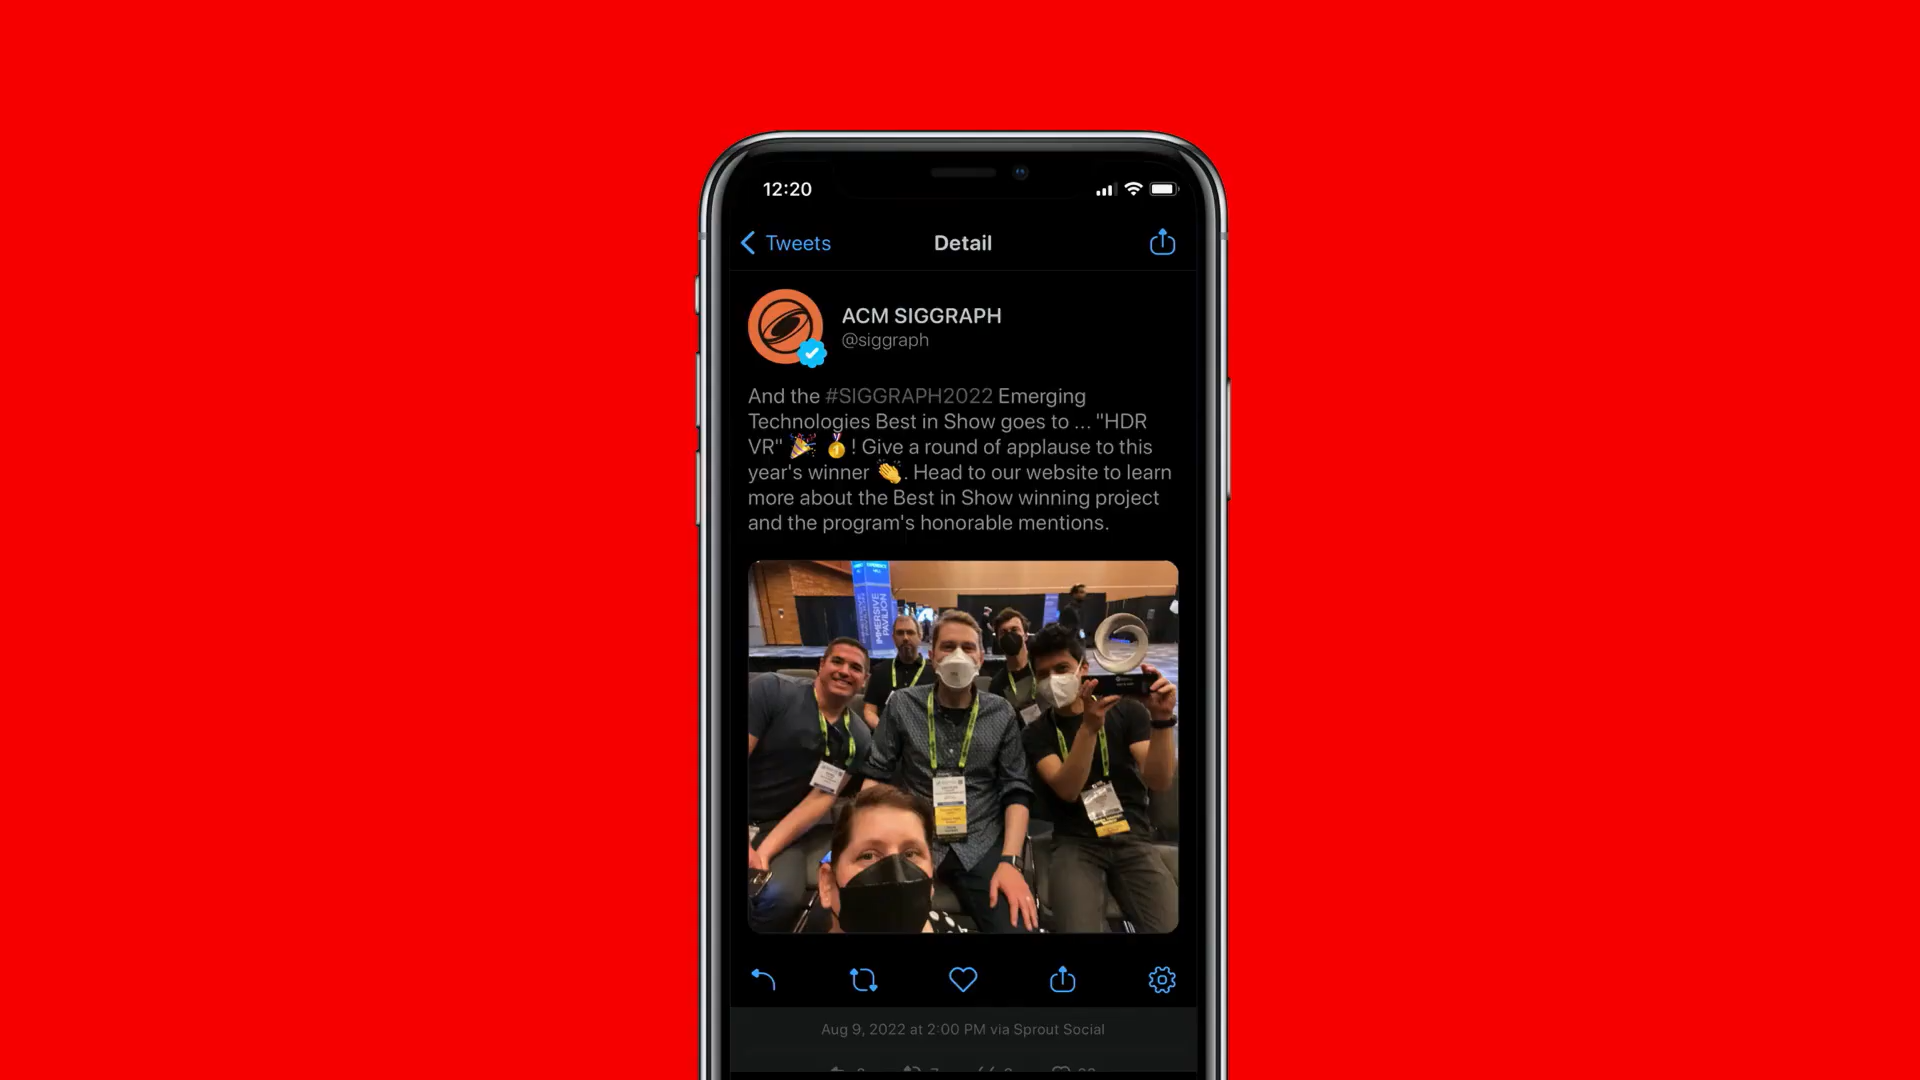 12:20
Tweets
Detail
ACM SIGGRAPH
@siggraph
And the #SIGGRAPH2022 Emerging
Technologies Best in Show goes to ... "HDR
VR" 🎉 🥇! Give a round of applause to this
year's winner 👏. Head to our website to learn
more about the Best in Show winning project
and the program's honorable mentions.
IMMERSIVE
PAVILION
Aug 9, 2022 at 2:00 PM via Sprout Social